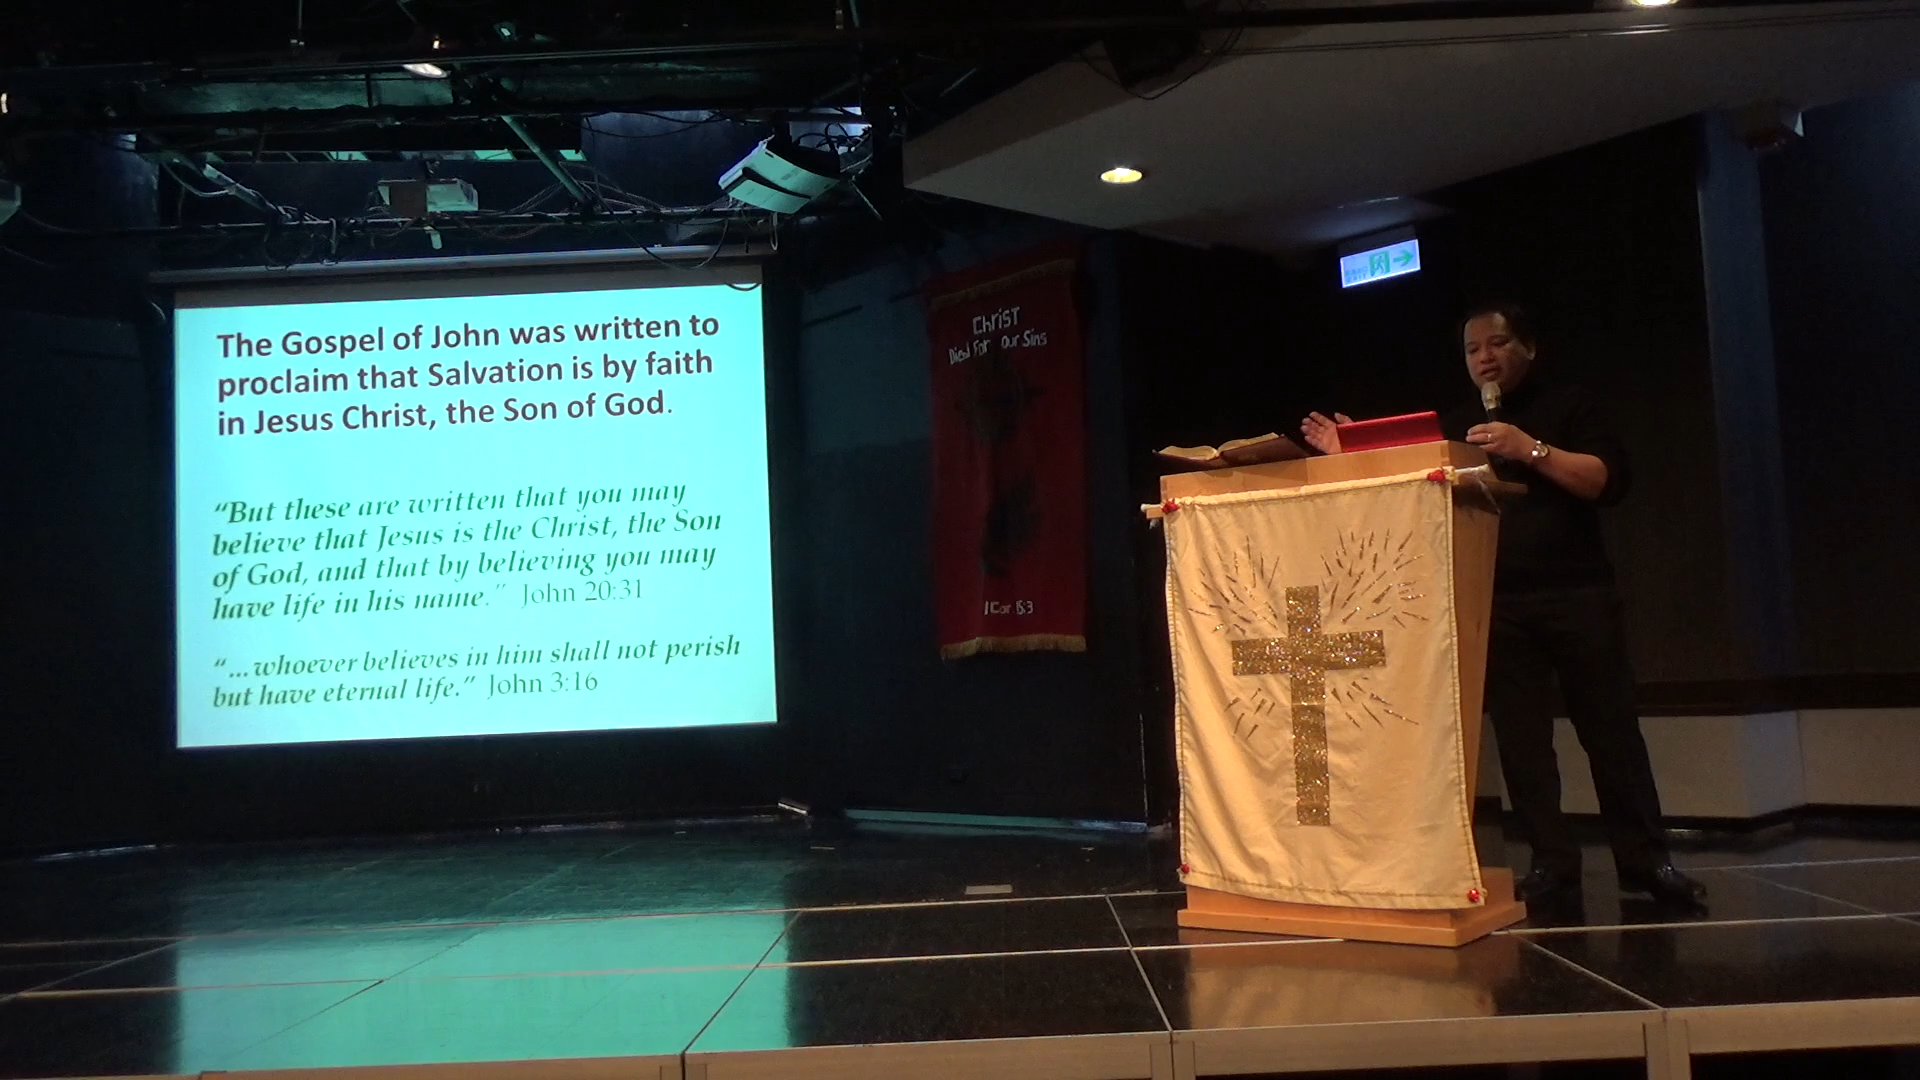 The Gospel of John was written to
proclaim that Salvation is by faith
in Jesus Christ, the Son of God.
“But these are written that you may
believe that Jesus is the Christ, the Son
of God, and that by believing you may
have life in his name.” John 20:31
“...whoever believes in him shall not perish
but have eternal life.” John 3:16
Christ
Died For Our Sins
I Cor. 15:3